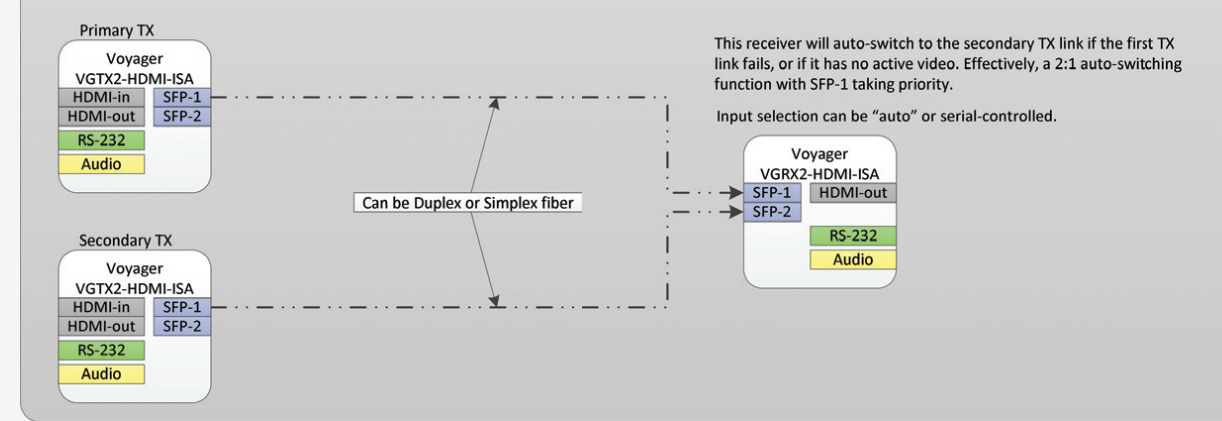 Primary TX
Voyager
VGTX2-HDMI-ISA
HDMI-in SFP-1
HDMI-out SFP-2
RS-232
Audio
Can be Duplex or Simplex fiber
Secondary TX
Voyager
VGTX2-HDMI-ISA
HDMI-in SFP-1
HDMI-out SFP-2
RS-232
Audio
This receiver will auto-switch to the secondary TX link if the first TX
link fails, or if it has no active video. Effectively, a 2:1 auto-switching
function with SFP-1 taking priority.
Input selection can be “auto” or serial-controlled.
Voyager
VGRX2-HDMI-ISA
SFP-1 HDMI-out
SFP-2
RS-232
Audio